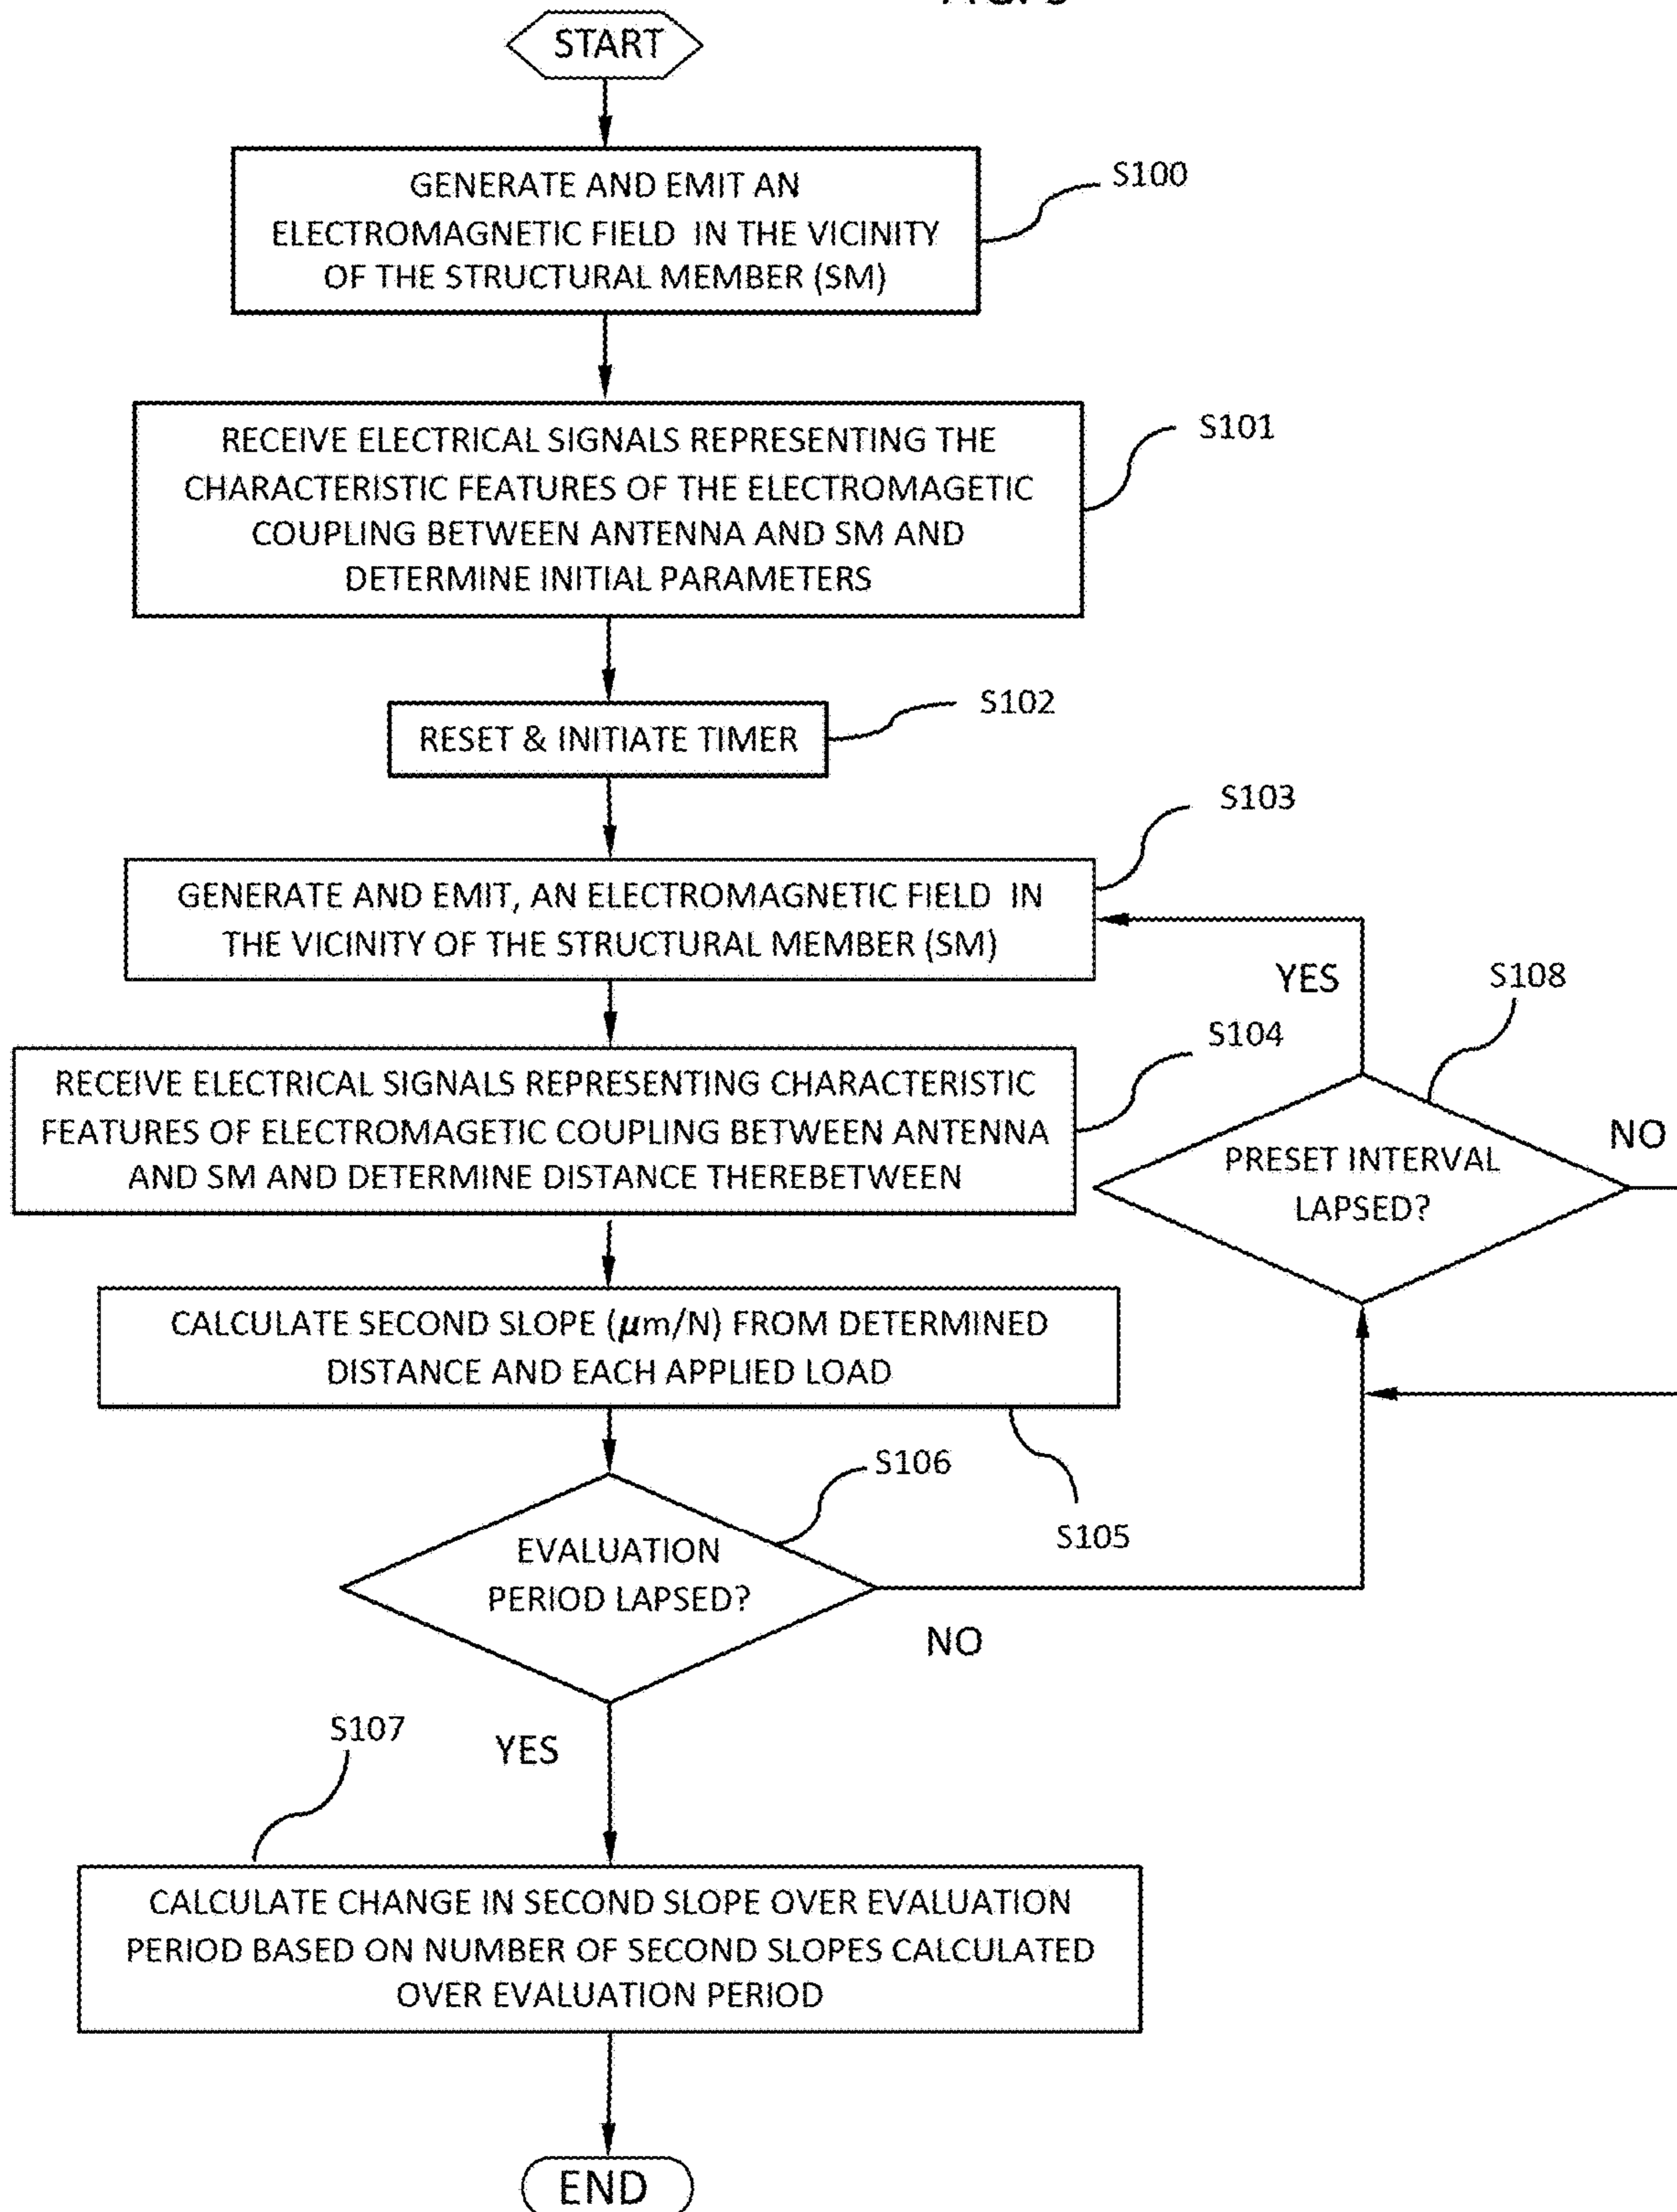 START
GENERATE AND EMIT AN
ELECTROMAGNETIC FIELD IN THE VICINITY
OF THE STRUCTURAL MEMBER (SM)
S100
RECEIVE ELECTRICAL SIGNALS REPRESENTING THE
CHARACTERISTIC FEATURES OF THE ELECTROMAGETIC
COUPLING BETWEEN ANTENNA AND SM AND
DETERMINE INITIAL PARAMETERS
S101
RESET & INITIATE TIMER
S102
GENERATE AND EMIT, AN ELECTROMAGNETIC FIELD IN
THE VICINITY OF THE STRUCTURAL MEMBER (SM)
S103
RECEIVE ELECTRICAL SIGNALS REPRESENTING CHARACTERISTIC
FEATURES OF ELECTROMAGETIC COUPLING BETWEEN ANTENNA
AND SM AND DETERMINE DISTANCE THEREBETWEEN
S104
YES
S108
PRESET INTERVAL
LAPSED?
NO
CALCULATE SECOND SLOPE (µm/N) FROM DETERMINED
DISTANCE AND EACH APPLIED LOAD
S105
S106
EVALUATION
PERIOD LAPSED?
NO
YES
S107
CALCULATE CHANGE IN SECOND SLOPE OVER EVALUATION
PERIOD BASED ON NUMBER OF SECOND SLOPES CALCULATED
OVER EVALUATION PERIOD
END